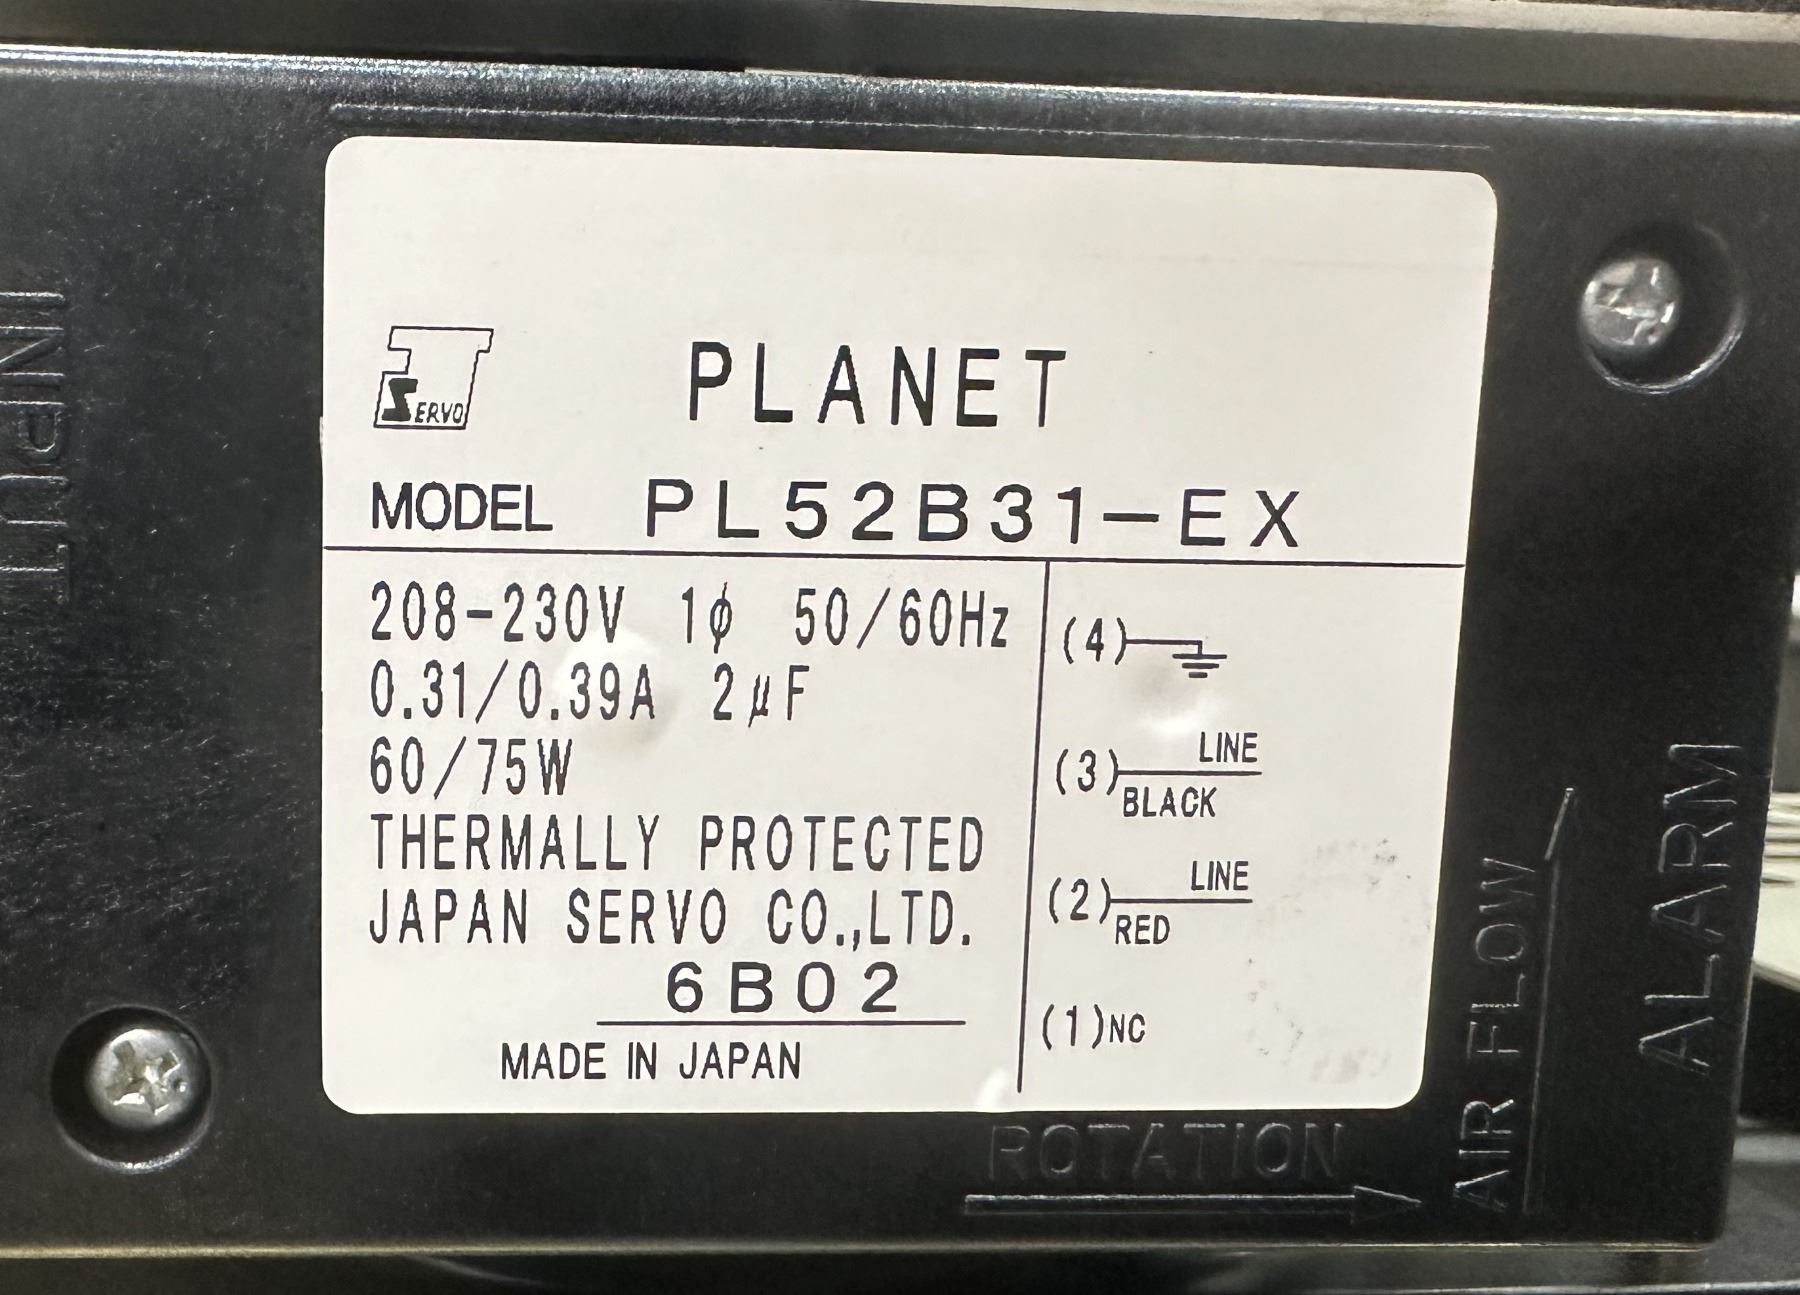 INPUT
SERVO
PLANET
MODEL PL52B31-EX
208-230V 1φ 50/60Hz
0.31/0.39A 2μF
60/75W
THERMALLY PROTECTED
JAPAN SERVO CO.,LTD.
6B02
MADE IN JAPAN
(4)
(3) LINE
BLACK
(2) LINE
RED
(1)NC
ROTATION
AIR FLOW
ALARM